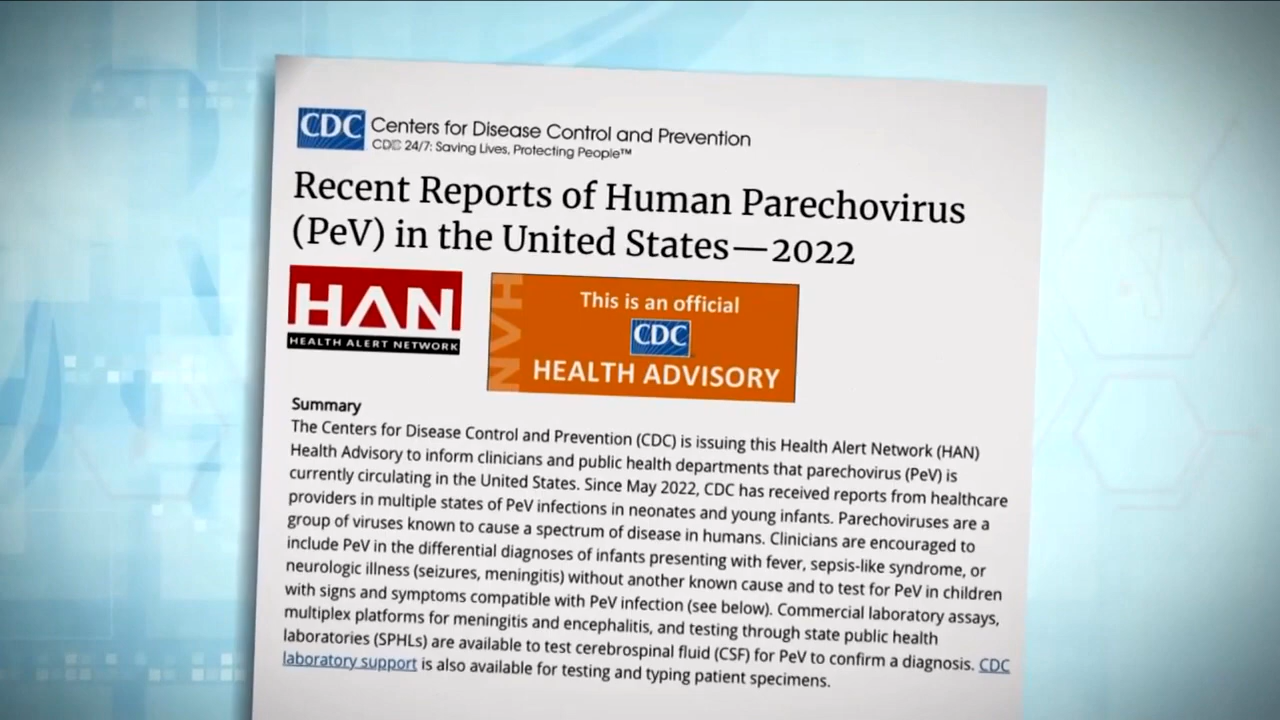 CDC Centers for Disease Control and Prevention
CDC 24/7: Saving Lives, Protecting People™
Recent Reports of Human Parechovirus
(PeV) in the United States—2022
HAN
HEALTH ALERT NETWORK
HAN
This is an official
CDC
HEALTH ADVISORY
Summary
The Centers for Disease Control and Prevention (CDC) is issuing this Health Alert Network (HAN)
Health Advisory to inform clinicians and public health departments that parechovirus (PeV) is
currently circulating in the United States. Since May 2022, CDC has received reports from healthcare
providers in multiple states of PeV infections in neonates and young infants. Parechoviruses are a
group of viruses known to cause a spectrum of disease in humans. Clinicians are encouraged to
include PeV in the differential diagnoses of infants presenting with fever, sepsis-like syndrome, or
neurologic illness (seizures, meningitis) without another known cause and to test for PeV in children
with signs and symptoms compatible with PeV infection (see below). Commercial laboratory assays,
multiplex platforms for meningitis and encephalitis, and testing through state public health
laboratories (SPHLs) are available to test cerebrospinal fluid (CSF) for PeV to confirm a diagnosis. CDC
laboratory support is also available for testing and typing patient specimens.